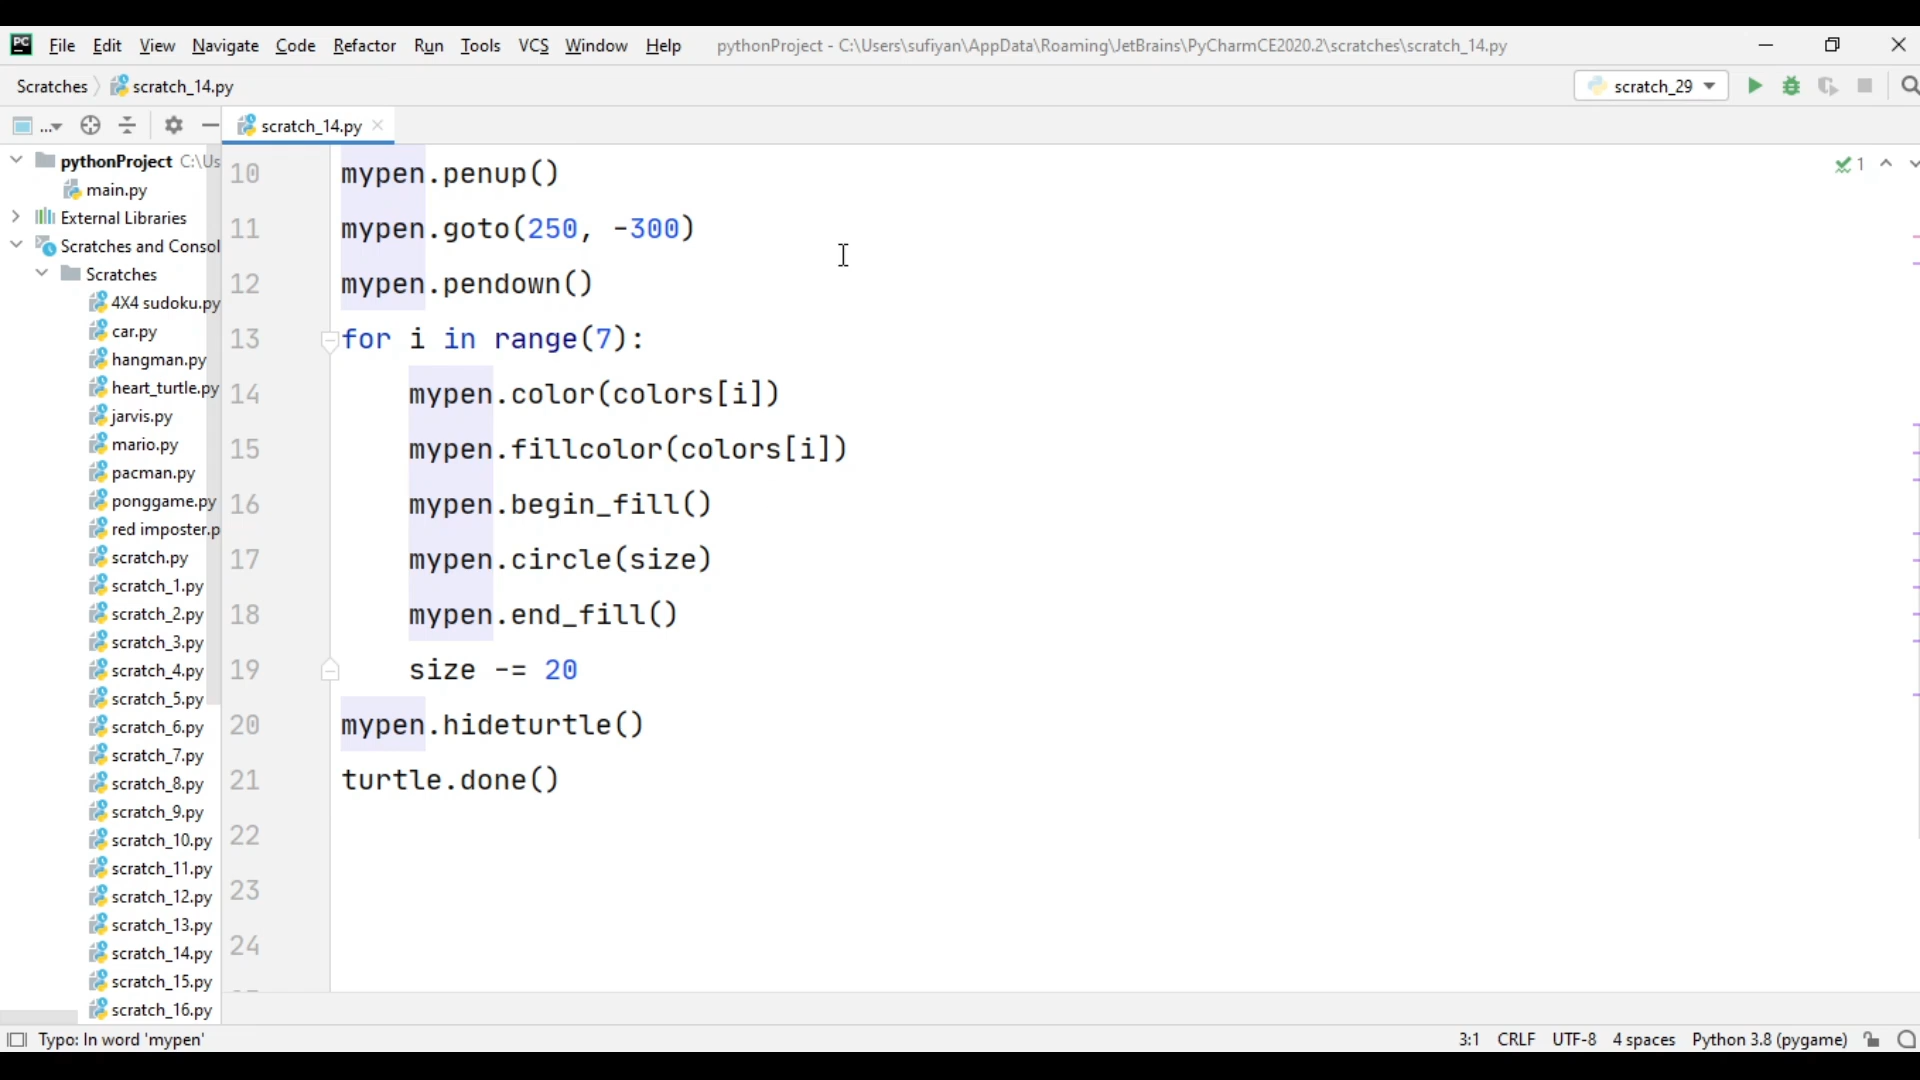 PC File Edit View Navigate Code Refactor Run Tools VCS Window Help pythonProject - C:\Users\sufiyan\AppData\Roaming\JetBrains\PyCharmCE2020.2\scratches\scratch_14.py
Scratches scratch_14.py scratch_29
... scratch_14.py
pythonProject C:\Us
main.py
External Libraries
Scratches and Consol
Scratches
4X4 sudoku.py
car.py
hangman.py
heart_turtle.py
jarvis.py
mario.py
pacman.py
ponggame.py
red imposter.p
scratch.py
scratch_1.py
scratch_2.py
scratch_3.py
scratch_4.py
scratch_5.py
scratch_6.py
scratch_7.py
scratch_8.py
scratch_9.py
scratch_10.py
scratch_11.py
scratch_12.py
scratch_13.py
scratch_14.py
scratch_15.py
scratch_16.py
10 mypen.penup()
11 mypen.goto(250, -300)
12 mypen.pendown()
13 for i in range(7):
14 mypen.color(colors[i])
15 mypen.fillcolor(colors[i])
16 mypen.begin_fill()
17 mypen.circle(size)
18 mypen.end_fill()
19 size -= 20
20 mypen.hideturtle()
21 turtle.done()
22
23
24
1
Typo: In word 'mypen' 3:1 CRLF UTF-8 4 spaces Python 3.8 (pygame)